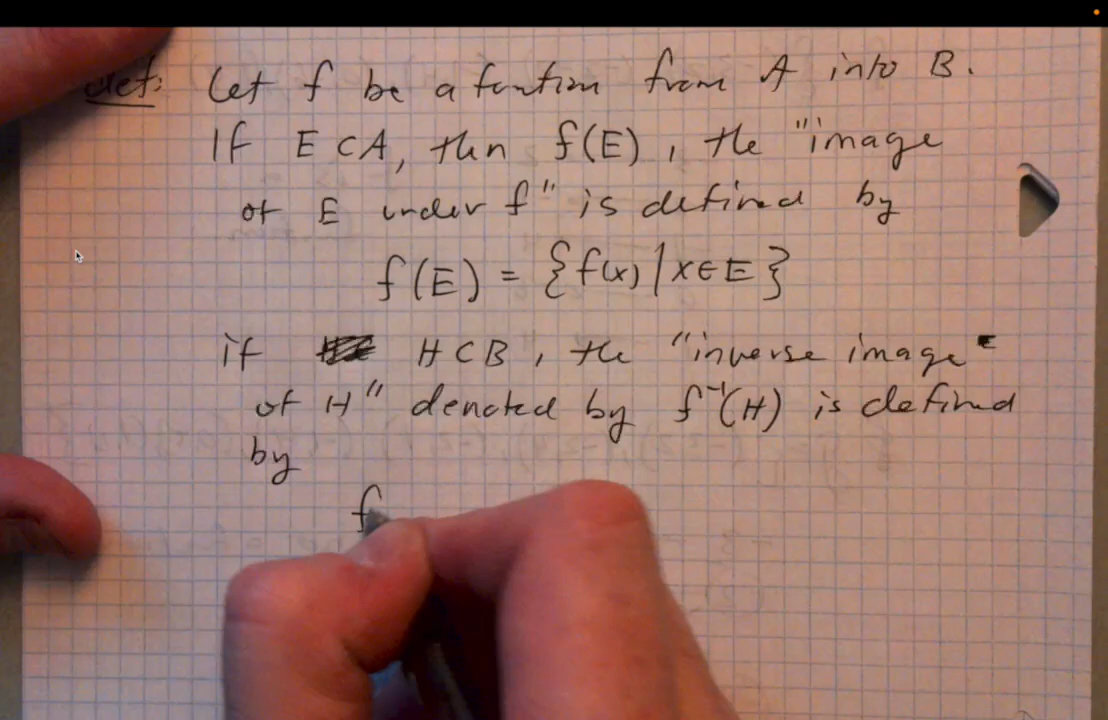 def: Let f be a function from A into B.
If E ⊂ A, then f(E), the "image
of E under f" is defined by
f(E) = {f(x) | x ∈ E}
if H ⊂ B, the "inverse image
of H" denoted by f⁻¹(H) is defined
by
f